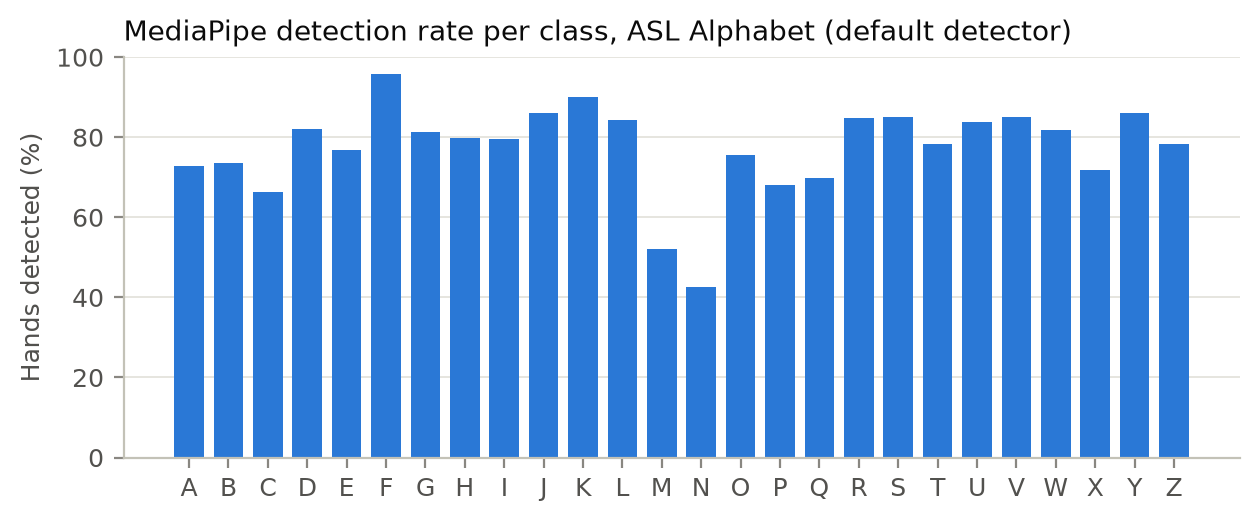 MediaPipe detection rate per class, ASL Alphabet (default detector)
Hands detected (%)
100
80
60
40
20
0
A B C D E F G H I J K L M N O P Q R S T U V W X Y Z